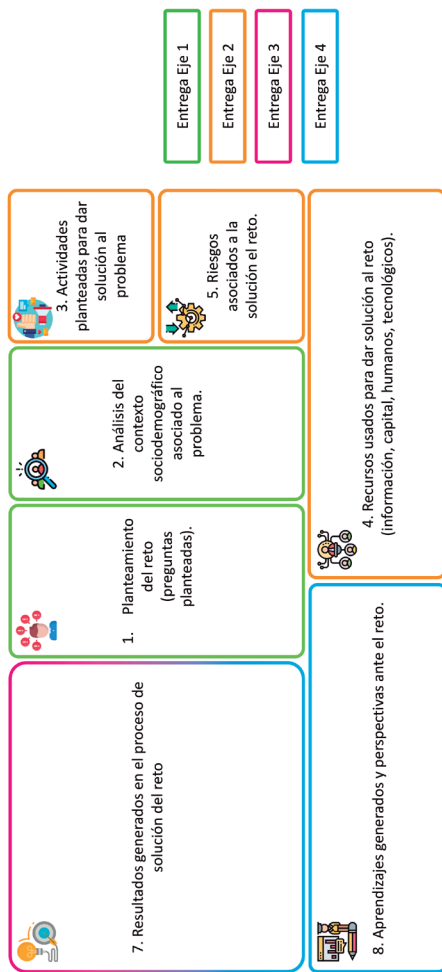 7. Resultados generados en el proceso de
solución del reto
1. Planteamiento
del reto
(preguntas
planteadas).
2. Análisis del
contexto
sociodemográfico
asociado al
problema.
3. Actividades
planteadas para dar
solución al
problema
5. Riesgos
asociados a la
solución el reto.
8. Aprendizajes generados y perspectivas ante el reto.
4. Recursos usados para dar solución al reto
(información, capital, humanos, tecnológicos).
Entrega Eje 1
Entrega Eje 2
Entrega Eje 3
Entrega Eje 4